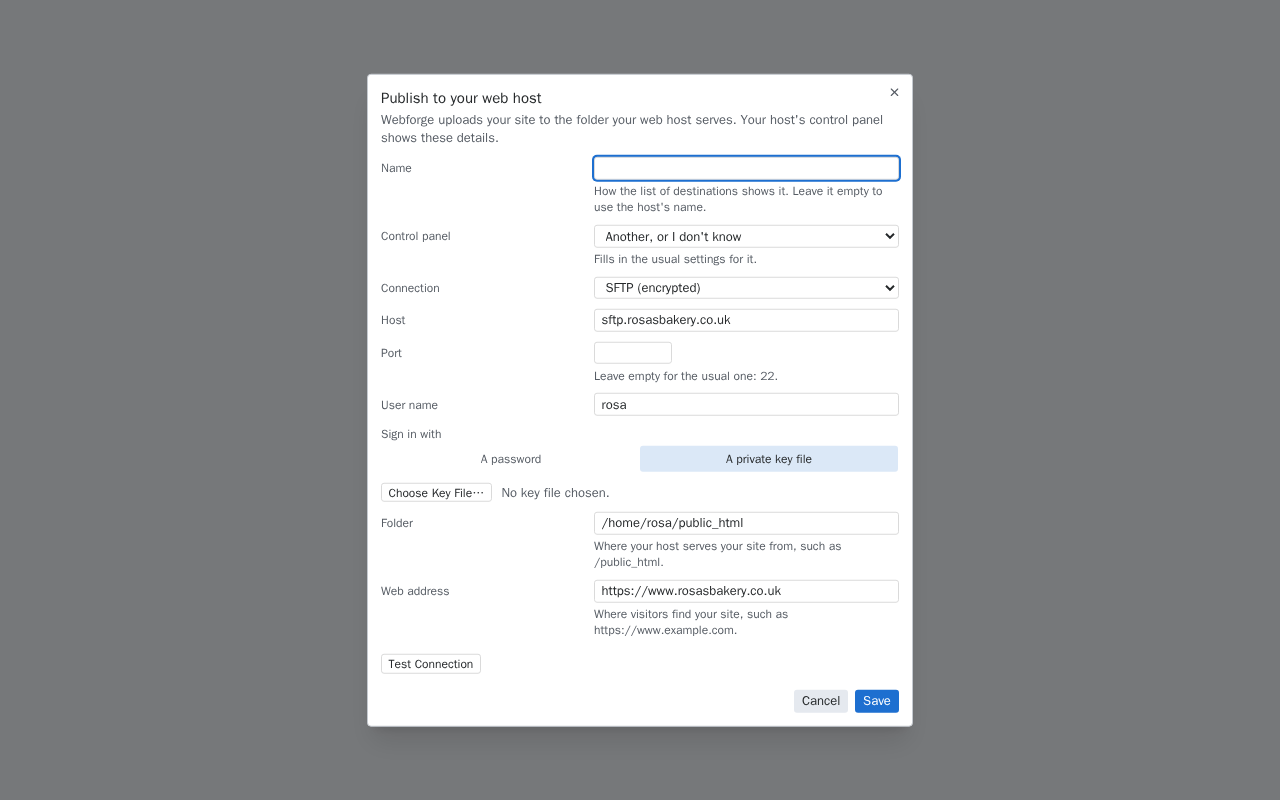 Publish to your web host
×
Webforge uploads your site to the folder your web host serves. Your host's control panel
shows these details.
Name
How the list of destinations shows it. Leave it empty to
use the host's name.
Control panel
Another, or I don't know
Fills in the usual settings for it.
Connection
SFTP (encrypted)
Host
sftp.rosasbakery.co.uk
Port
Leave empty for the usual one: 22.
User name
rosa
Sign in with
A password
A private key file
Choose Key File…
No key file chosen.
Folder
/home/rosa/public_html
Where your host serves your site from, such as
/public_html.
Web address
https://www.rosasbakery.co.uk
Where visitors find your site, such as
https://www.example.com.
Test Connection
Cancel
Save